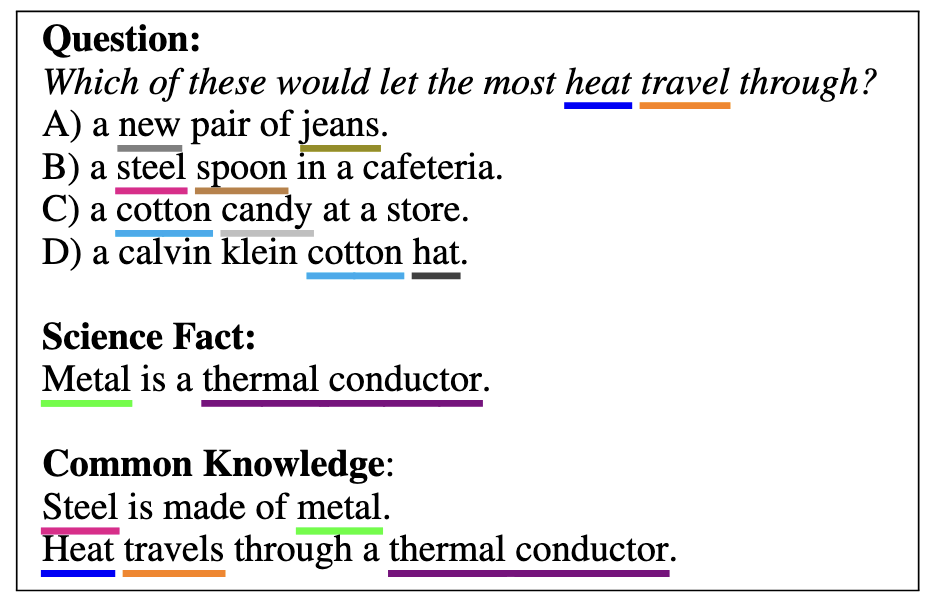 Question:
Which of these would let the most heat travel through?
A) a new pair of jeans.
B) a steel spoon in a cafeteria.
C) a cotton candy at a store.
D) a calvin klein cotton hat.
Science Fact:
Metal is a thermal conductor.
Common Knowledge:
Steel is made of metal.
Heat travels through a thermal conductor.